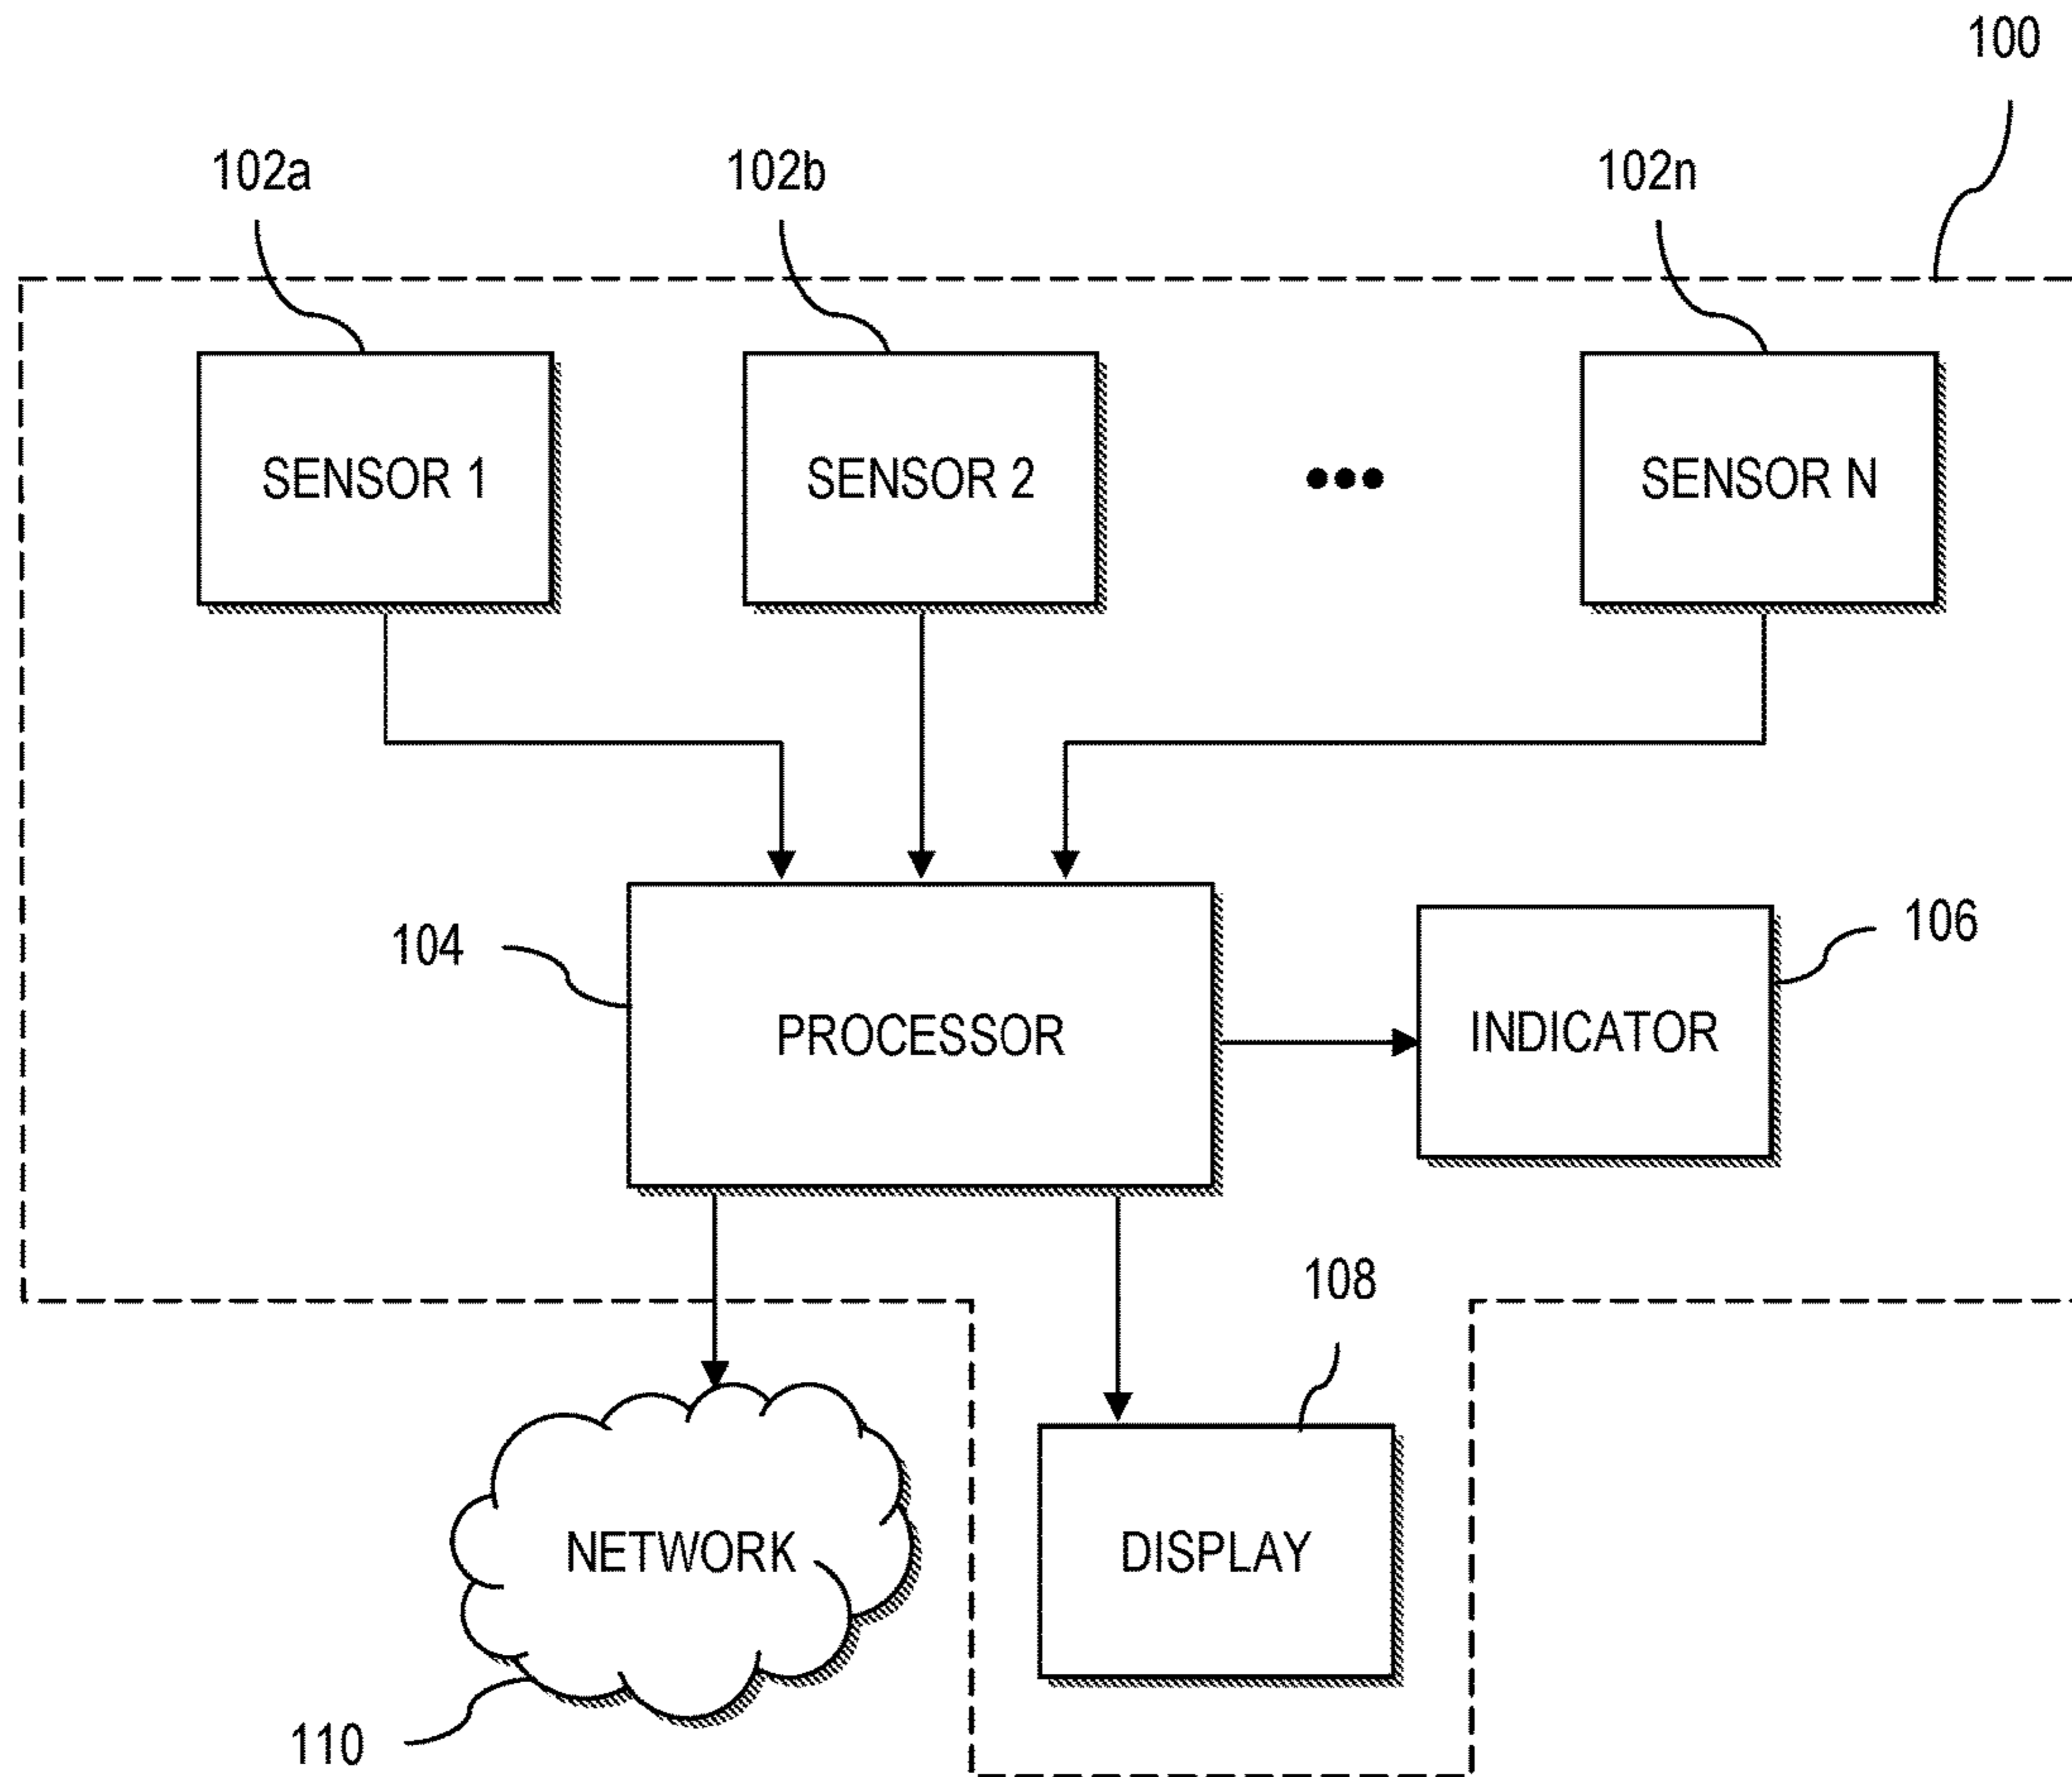 100
102a
102b
102n
SENSOR 1
SENSOR 2
SENSOR N
104
PROCESSOR
106
INDICATOR
108
NETWORK
DISPLAY
110